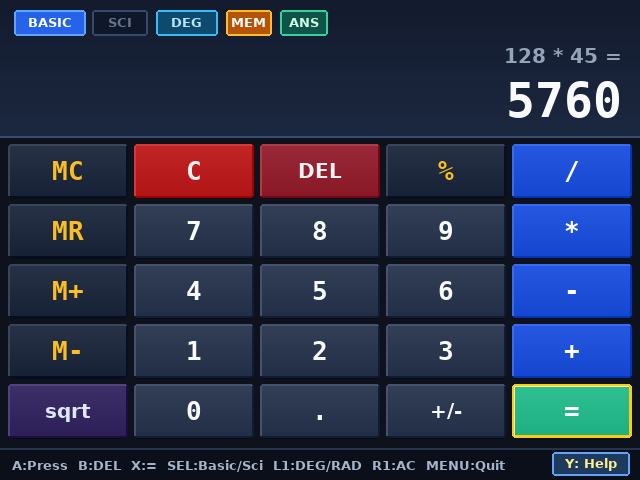 BASIC SCI DEG MEM ANS
128 * 45 =
5760
MC C DEL % /
MR 7 8 9 *
M+ 4 5 6 -
M- 1 2 3 +
sqrt 0 . +/- =
A:Press B:DEL X:= SEL:Basic/Sci L1:DEG/RAD R1:AC MENU:Quit Y: Help